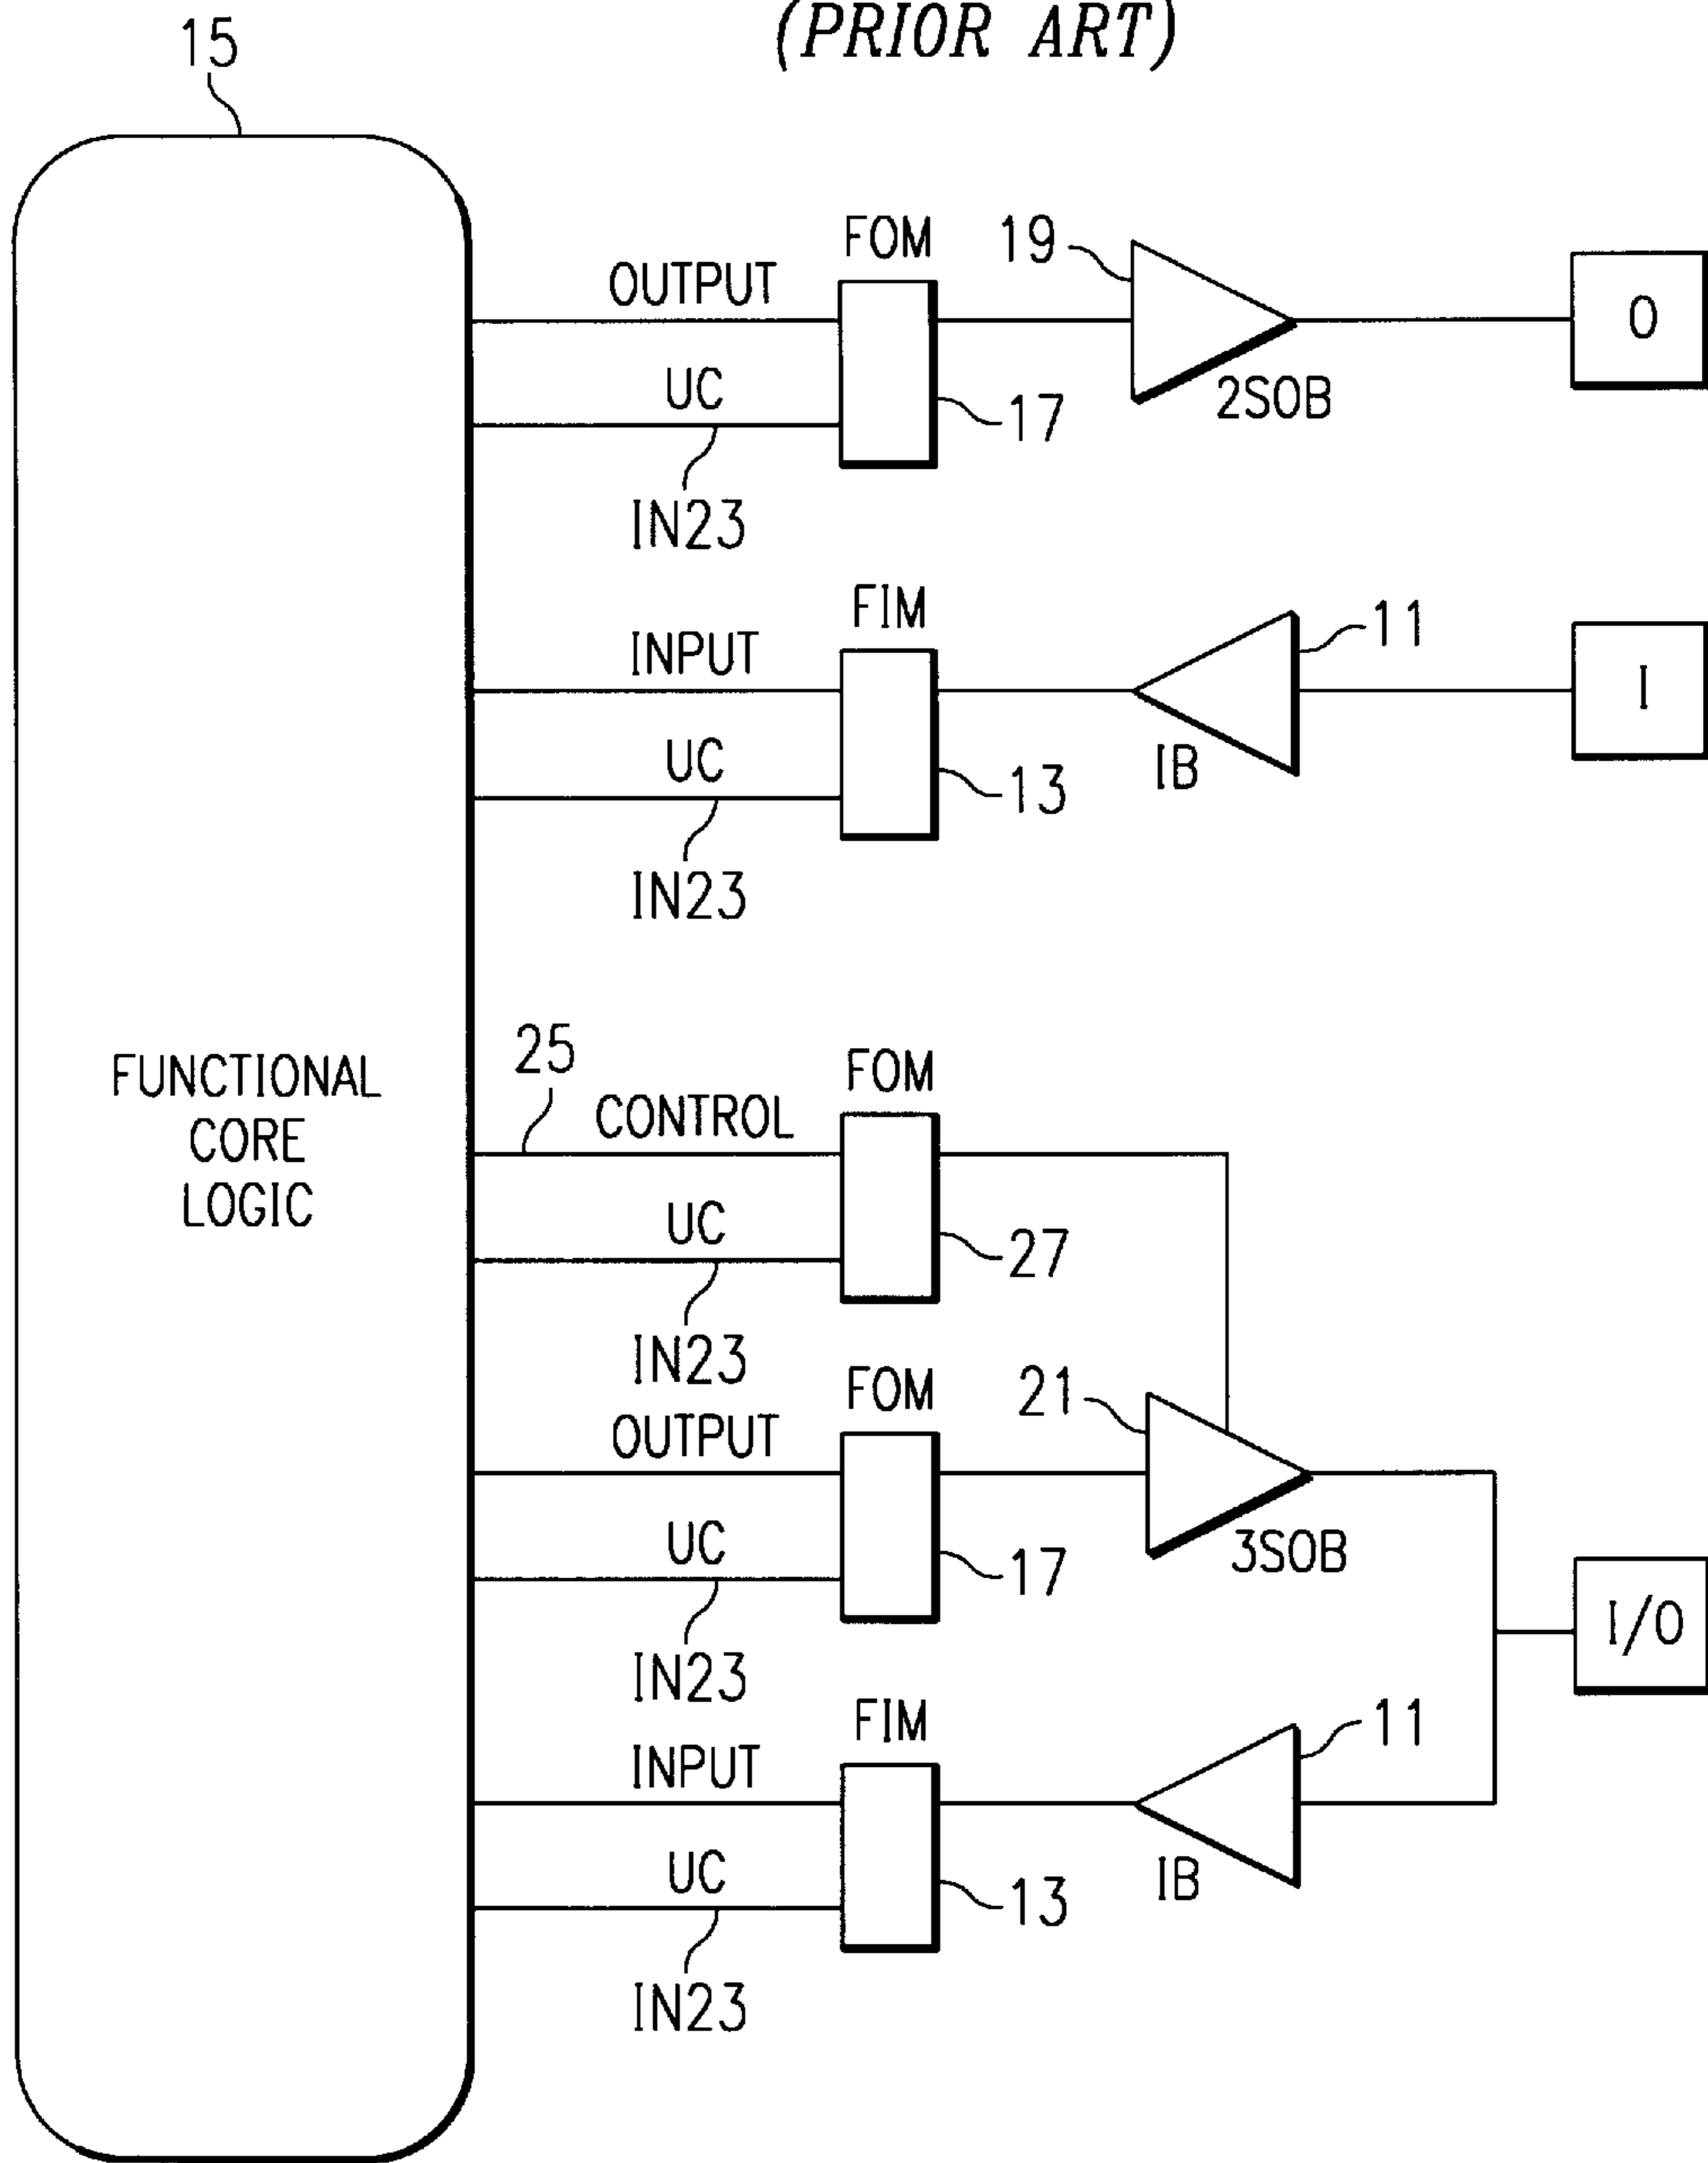 (PRIOR ART)
15
FUNCTIONAL
CORE
LOGIC
OUTPUT
FOM
19
O
UC
17
2SOB
IN23
INPUT
FIM
11
I
UC
13
IB
IN23
25
CONTROL
FOM
UC
27
IN23
OUTPUT
FOM
21
UC
17
3SOB
IN23
I/O
INPUT
FIM
11
UC
13
IB
IN23